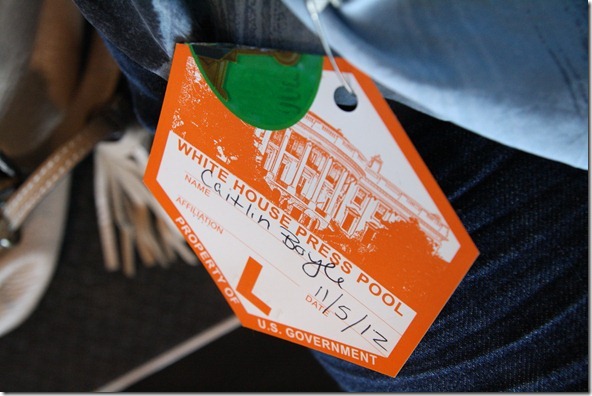 WHITE HOUSE PRESS POOL
NAME Caitlin Boyle
AFFILIATION
L
DATE 11/5/12
PROPERTY OF
U.S. GOVERNMENT